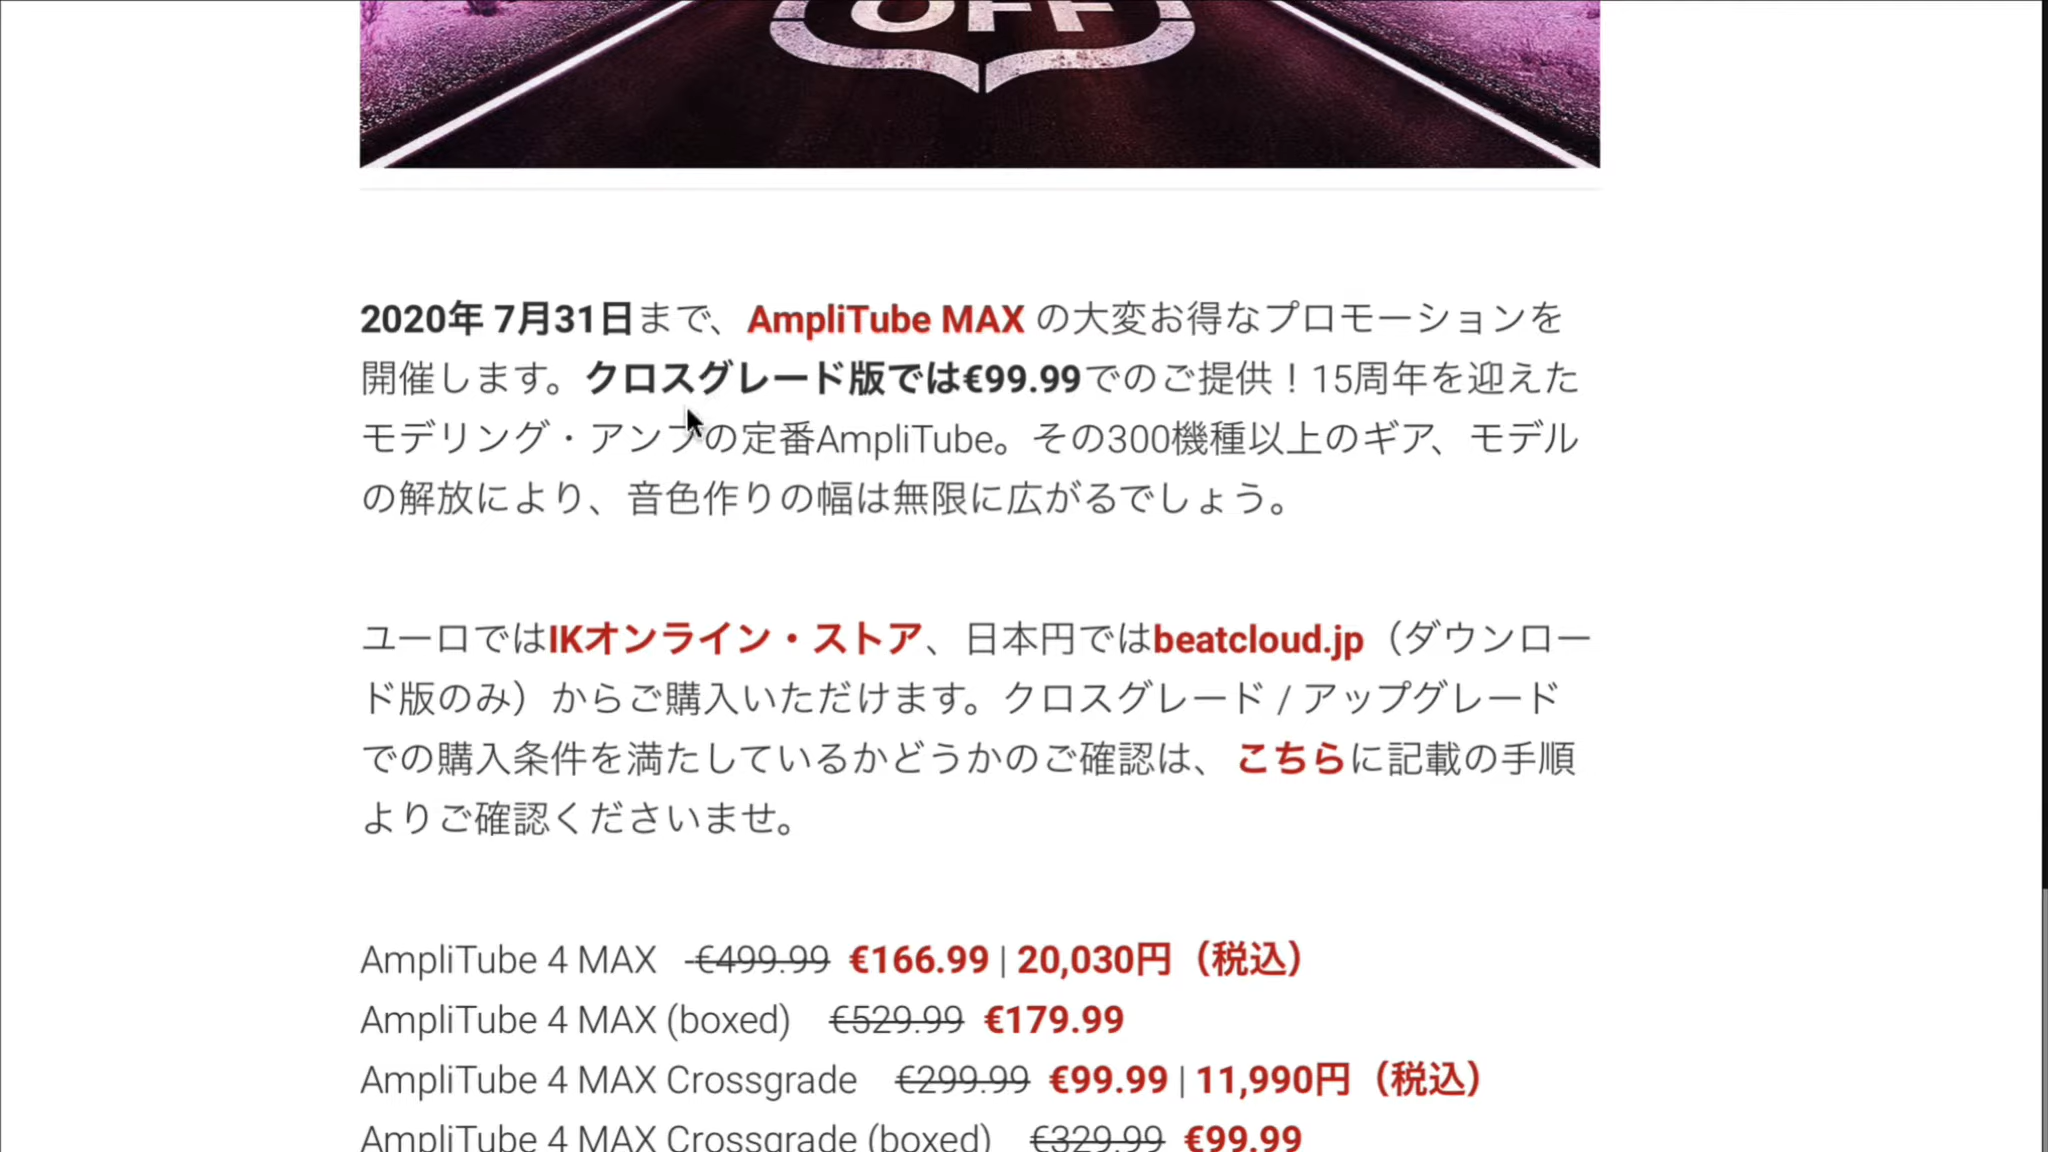 OFF
2020年 7月31日まで、AmpliTube MAX の大変お得なプロモーションを
開催します。クロスグレード版では€99.99でのご提供！15周年を迎えた
モデリング・アンプの定番AmpliTube。その300機種以上のギア、モデル
の解放により、音色作りの幅は無限に広がるでしょう。
ユーロではIKオンライン・ストア、日本円ではbeatcloud.jp（ダウンロー
ド版のみ）からご購入いただけます。クロスグレード / アップグレード
での購入条件を満たしているかどうかのご確認は、こちらに記載の手順
よりご確認くださいませ。
AmpliTube 4 MAX -€499.99 €166.99 | 20,030円（税込）
AmpliTube 4 MAX (boxed) €529.99 €179.99
AmpliTube 4 MAX Crossgrade €299.99 €99.99 | 11,990円（税込）
AmpliTube 4 MAX Crossgrade (boxed) €329.99 €99.99